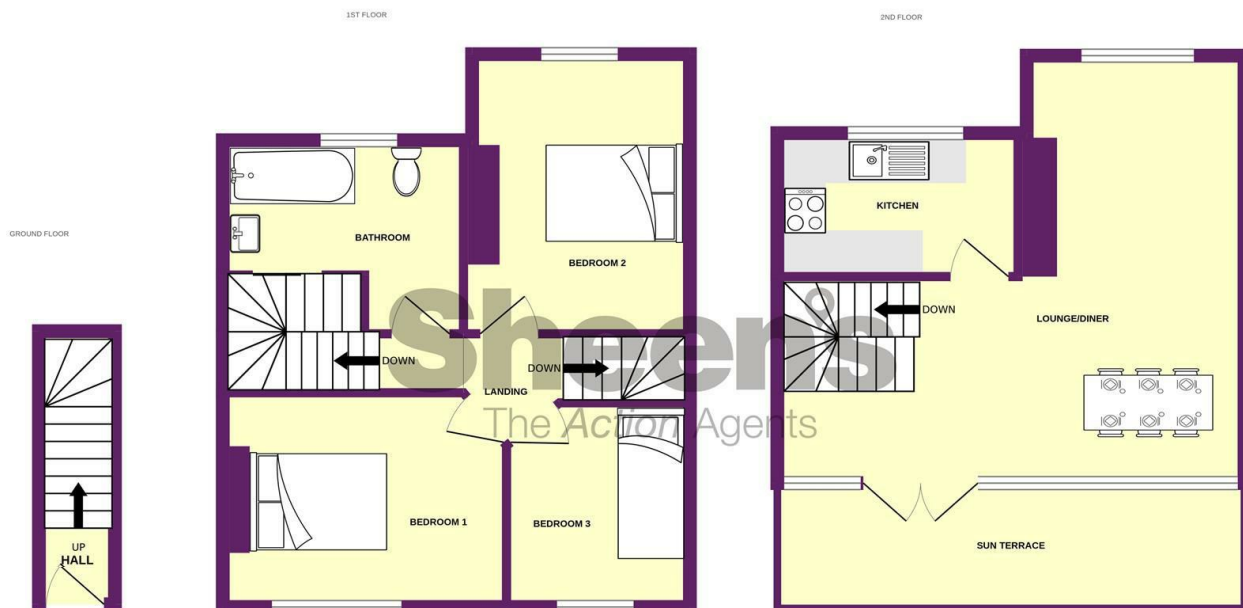 GROUND FLOOR
UP
HALL
1ST FLOOR
BATHROOM
BEDROOM 2
DOWN
DOWN
LANDING
BEDROOM 1
BEDROOM 3
2ND FLOOR
KITCHEN
DOWN
LOUNGE/DINER
SUN TERRACE
Sheen's
The Action Agents